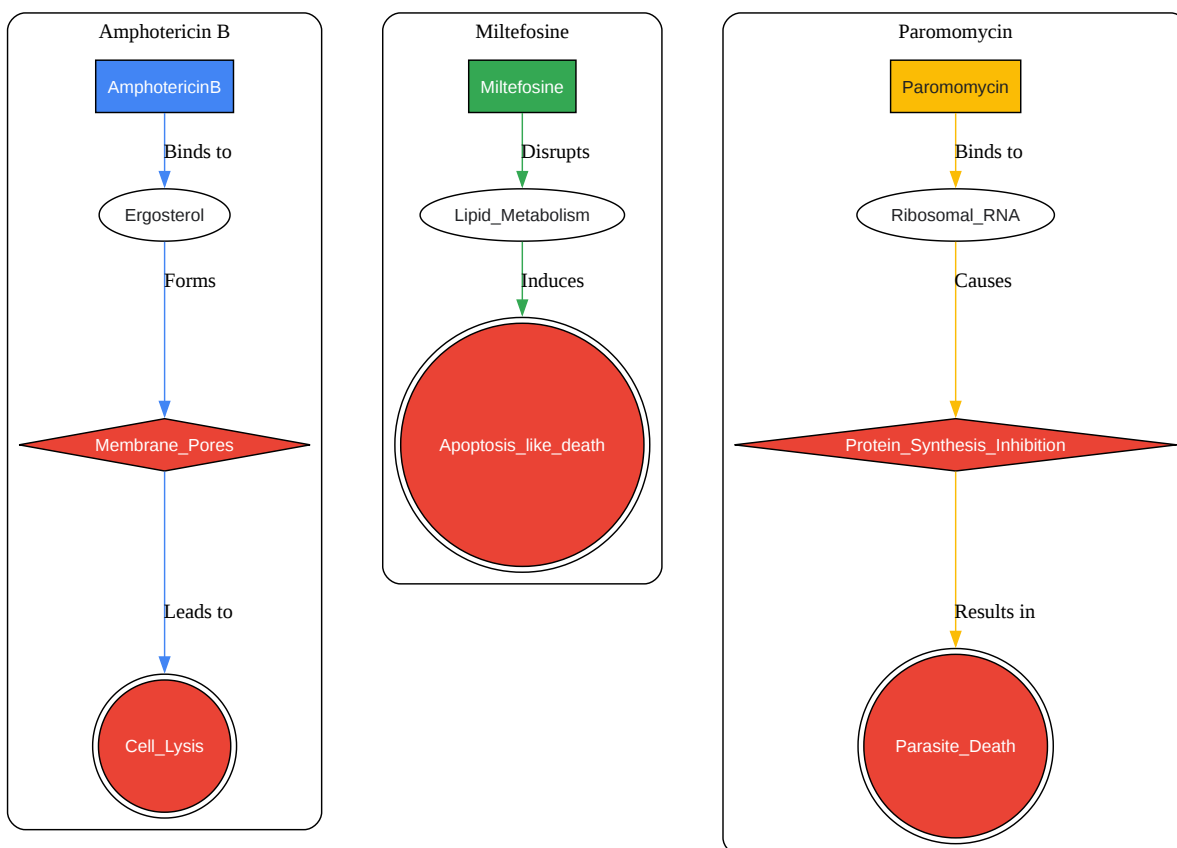 Amphotericin B
AmphotericinB
Binds to
Ergosterol
Forms
Membrane_Pores
Leads to
Cell_Lysis
Miltefosine
Miltefosine
Disrupts
Lipid_Metabolism
Induces
Apoptosis_like_death
Paromomycin
Paromomycin
Binds to
Ribosomal_RNA
Causes
Protein_Synthesis_Inhibition
Results in
Parasite_Death